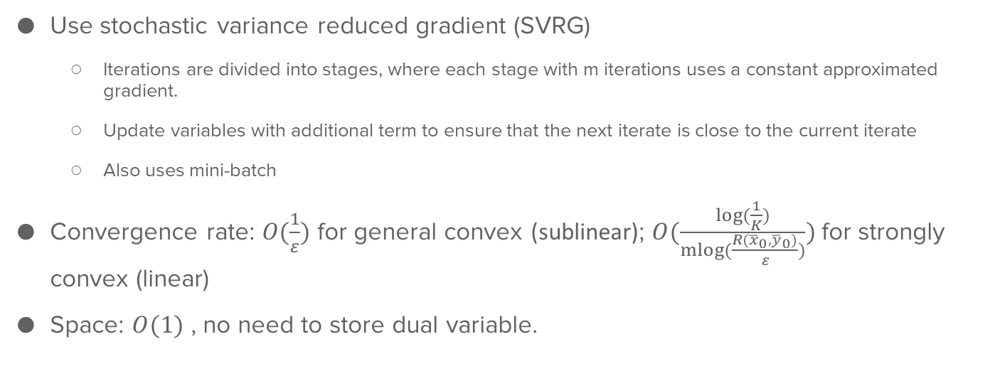 ● Use stochastic variance reduced gradient (SVRG)
○ Iterations are divided into stages, where each stage with m iterations uses a constant approximated
gradient.
○ Update variables with additional term to ensure that the next iterate is close to the current iterate
○ Also uses mini-batch
● Convergence rate: $O(\frac{1}{\varepsilon})$ for general convex (sublinear); $O(\frac{\log(\frac{1}{K})}{m\log(\frac{R(\bar{x}_0,\bar{y}_0)}{\varepsilon})})$ for strongly
convex (linear)
● Space: $O(1)$ , no need to store dual variable.